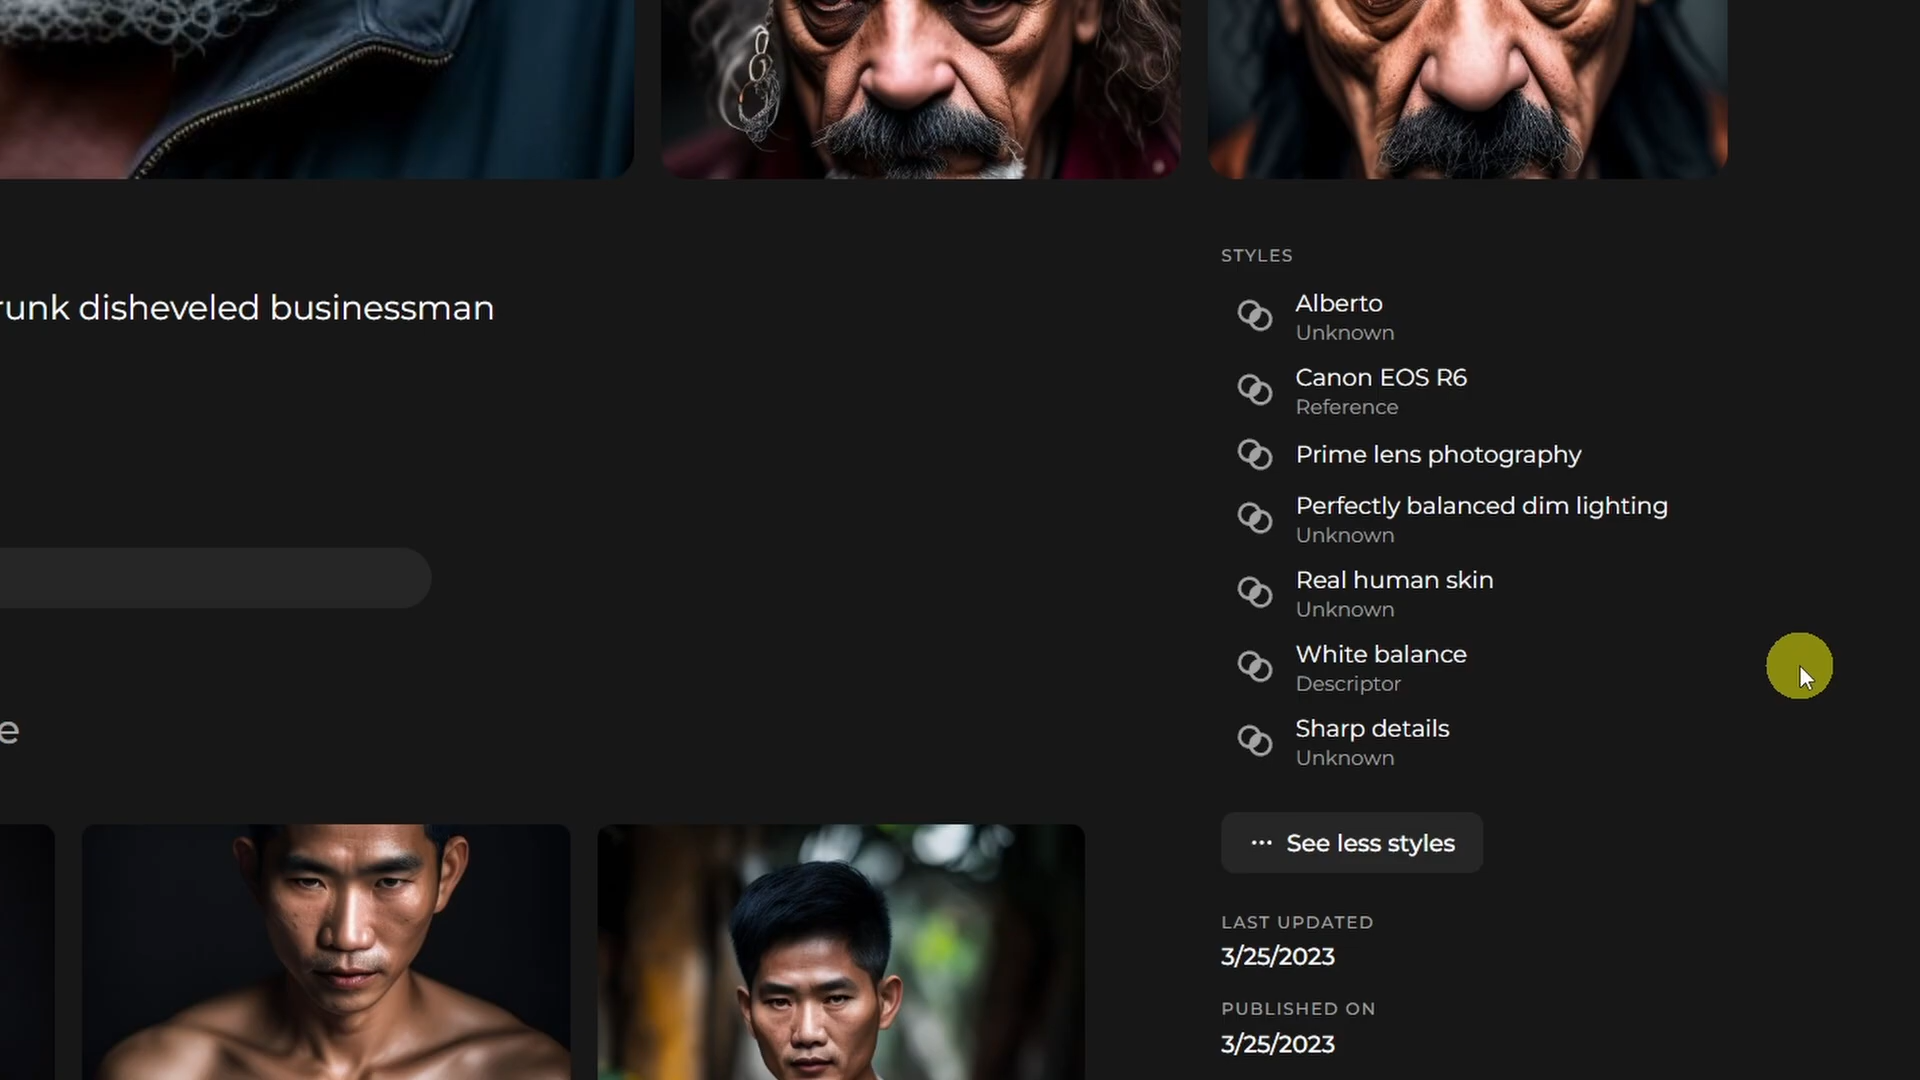 disheveled businessman
STYLES
Alberto
Unknown
Canon EOS R6
Reference
Prime lens photography
Perfectly balanced dim lighting
Unknown
Real human skin
Unknown
White balance
Descriptor
Sharp details
Unknown
See less styles
LAST UPDATED
3/25/2023
PUBLISHED ON
3/25/2023